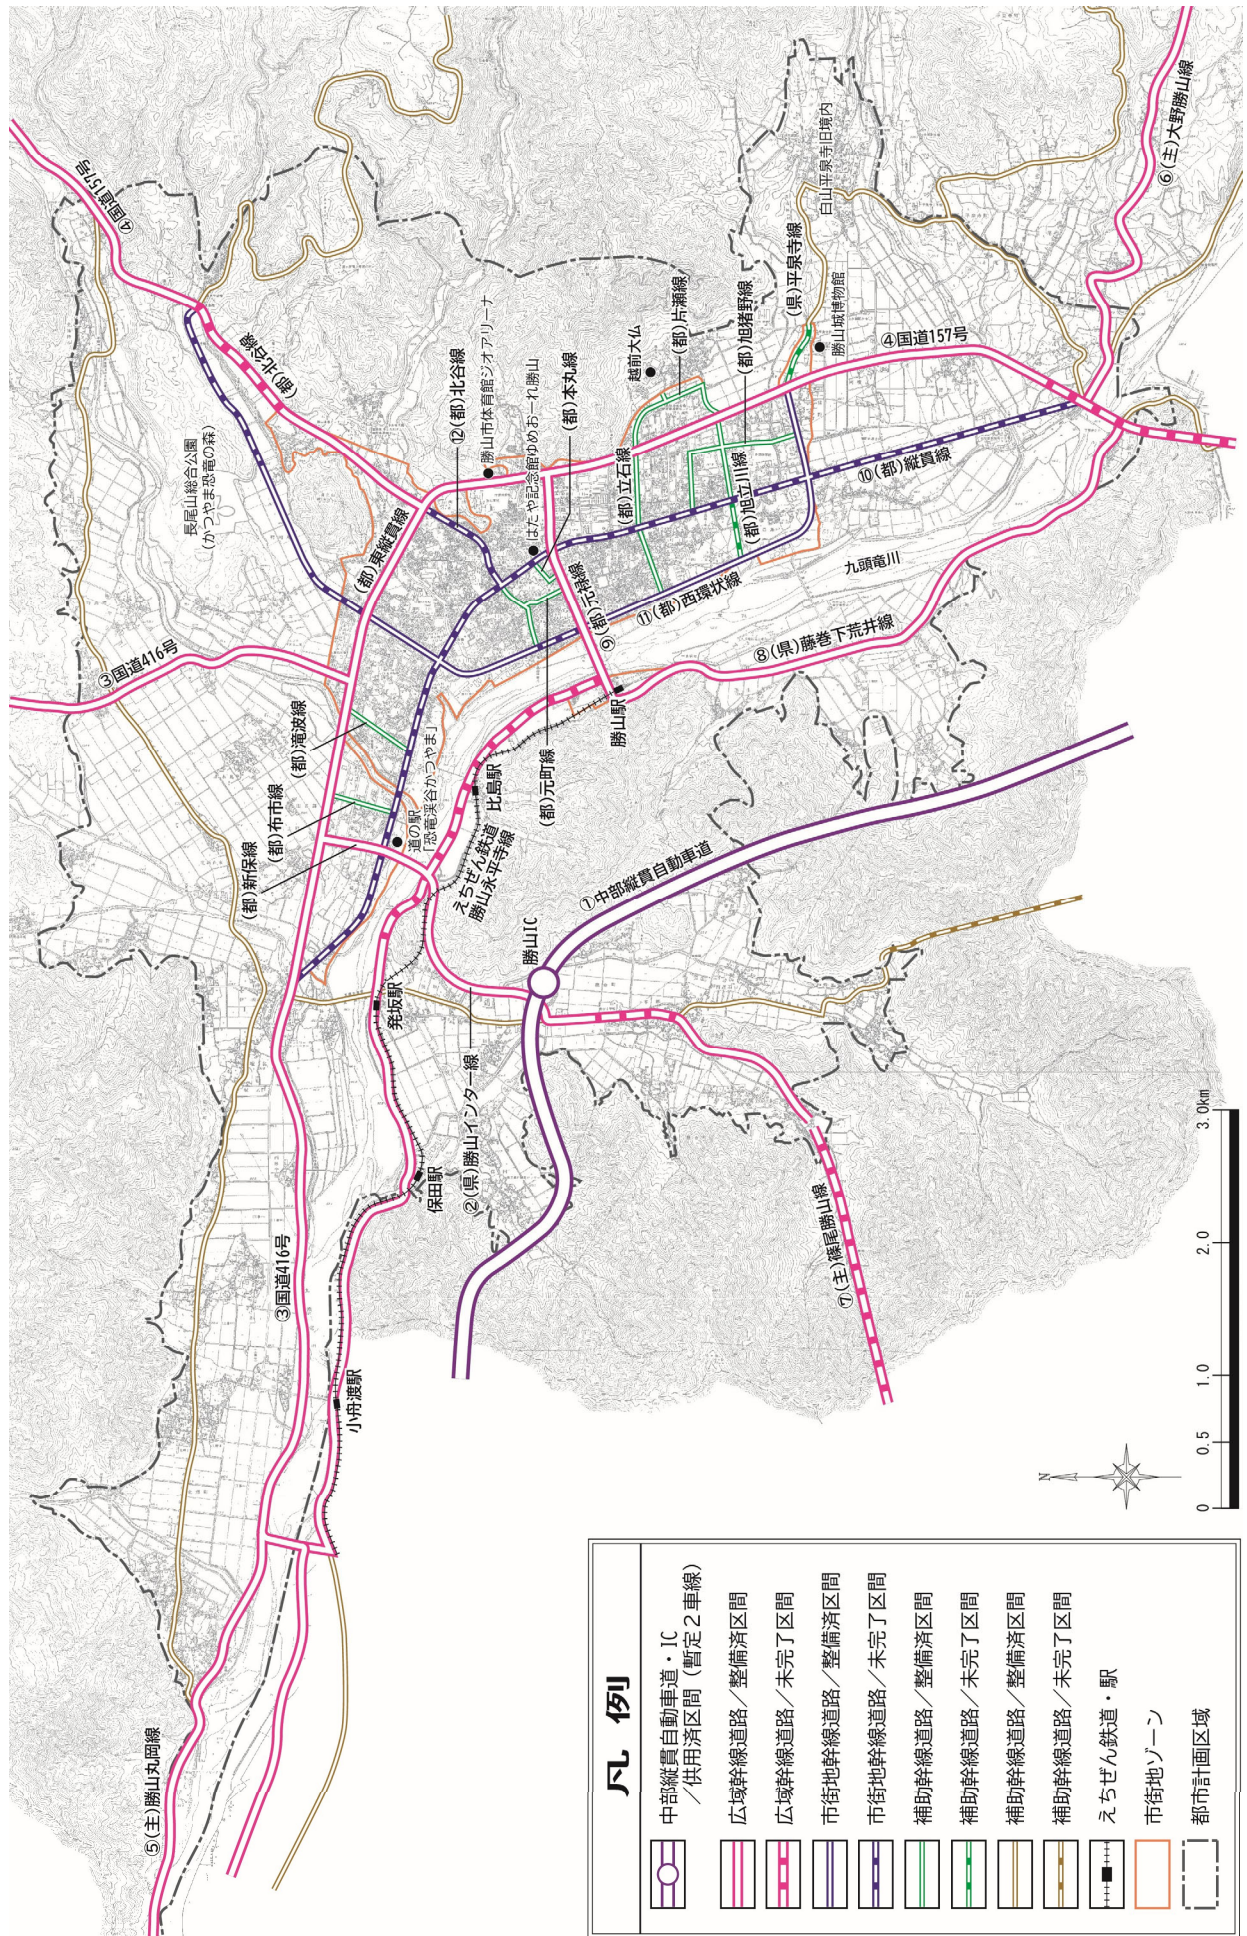 ④国道157号
(都)北谷線
長尾山総合公園
(かつやま恐竜の森)
⑫(都)北谷線
勝山市体育館ジオアリーナ
はたや記念館ゆめおーれ勝山
(都)本丸線
越前大仏
(都)片瀬線
(都)旭猪野線
(県)平泉寺線
白山平泉寺旧境内
勝山城博物館
④国道157号
⑥(主)大野勝山線
③国道416号
(都)東縦貫線
(都)立石線
(都)旭立川線
⑩(都)縦貫線
⑨(都)元禄線
⑪(都)西環状線
九頭竜川
⑧(県)藤巻下荒井線
(都)滝波線
(都)布市線
(都)新保線
道の駅
「恐竜渓谷かつやま」
えちぜん鉄道
勝山永平寺線
比島駅
(都)元町線
勝山駅
①中部縦貫自動車道
勝山IC
発坂駅
②(県)勝山インター線
保田駅
③国道416号
小舟渡駅
⑦(主)篠尾勝山線
⑤(主)勝山丸岡線
N
0
0.5
1.0
2.0
3.0km
凡 例
中部縦貫自動車道・IC
／供用済区間（暫定２車線）
広域幹線道路／整備済区間
広域幹線道路／未完了区間
市街地幹線道路／整備済区間
市街地幹線道路／未完了区間
補助幹線道路／整備済区間
補助幹線道路／未完了区間
補助幹線道路／整備済区間
補助幹線道路／未完了区間
えちぜん鉄道・駅
市街地ゾーン
都市計画区域